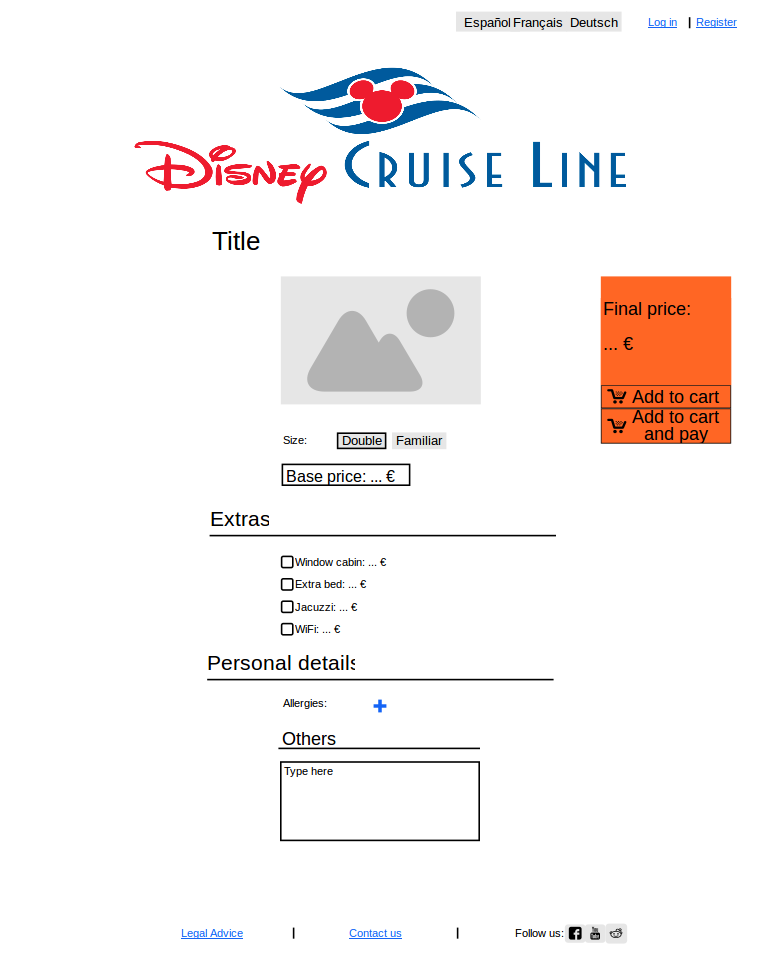 Español Français Deutsch Log in | Register
Disney Cruise Line
Title
Final price:
... €
Add to cart
Add to cart
and pay
Size: Double Familiar
Base price: ... €
Extras
Window cabin: ... €
Extra bed: ... €
Jacuzzi: ... €
WiFi: ... €
Personal details
Allergies:
Others
Type here
Legal Advice | Contact us | Follow us: